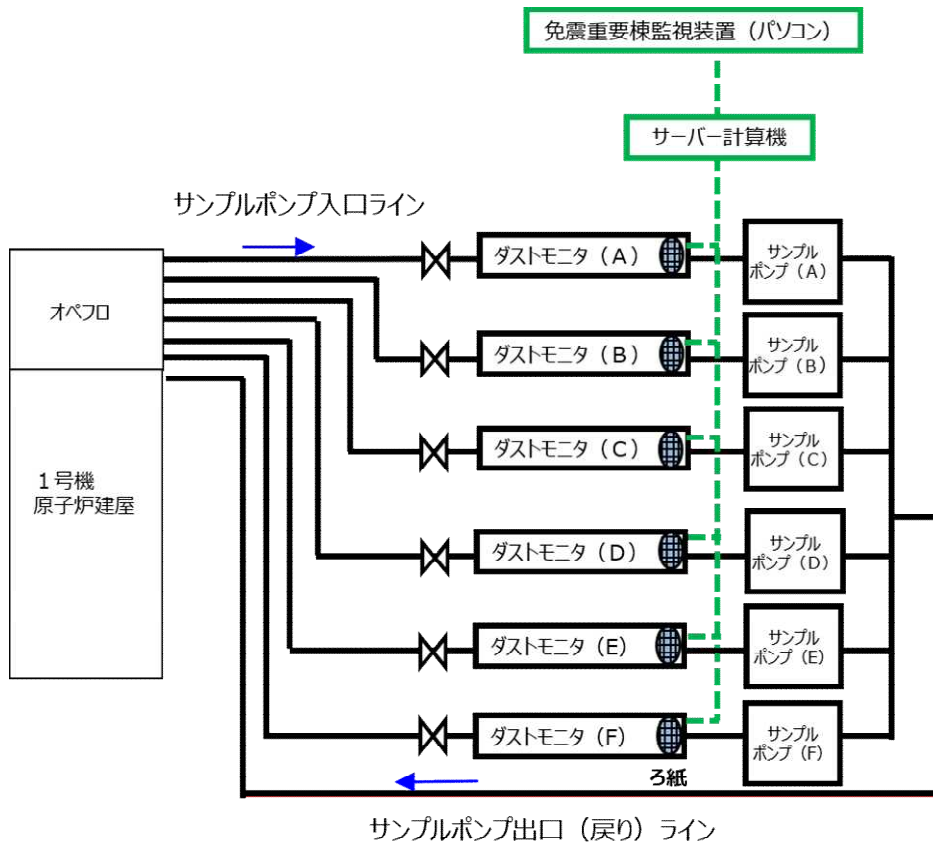 免震重要棟監視装置（パソコン）
サーバー計算機
サンプルポンプ入口ライン
オペフロ
１号機
原子炉建屋
ダストモニタ（A）
サンプル
ポンプ（A）
ダストモニタ（B）
サンプル
ポンプ（B）
ダストモニタ（C）
サンプル
ポンプ（C）
ダストモニタ（D）
サンプル
ポンプ（D）
ダストモニタ（E）
サンプル
ポンプ（E）
ダストモニタ（F）
サンプル
ポンプ（F）
ろ紙
サンプルポンプ出口（戻り）ライン